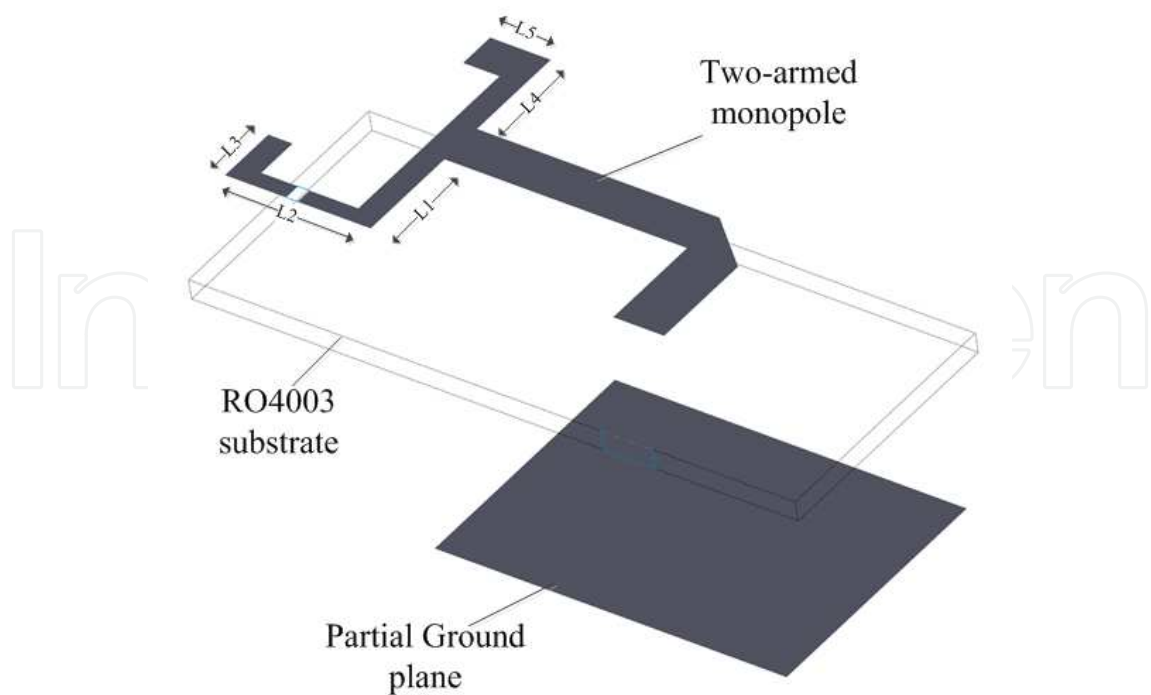 L5
Two-armed
monopole
L4
L3
L2
L1
RO4003
substrate
Partial Ground
plane